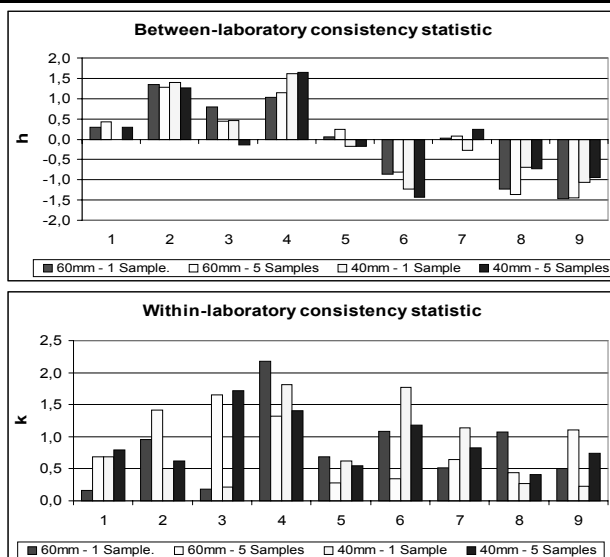 Between-laboratory consistency statistic
2,0
1,5
1,0
0,5
0,0
-0,5
-1,0
-1,5
-2,0
h
1 2 3 4 5 6 7 8 9
60mm - 1 Sample. 60mm - 5 Samples 40mm - 1 Sample 40mm - 5 Samples
Within-laboratory consistency statistic
2,5
2,0
1,5
1,0
0,5
0,0
k
1 2 3 4 5 6 7 8 9
60mm - 1 Sample. 60mm - 5 Samples 40mm - 1 Sample 40mm - 5 Samples